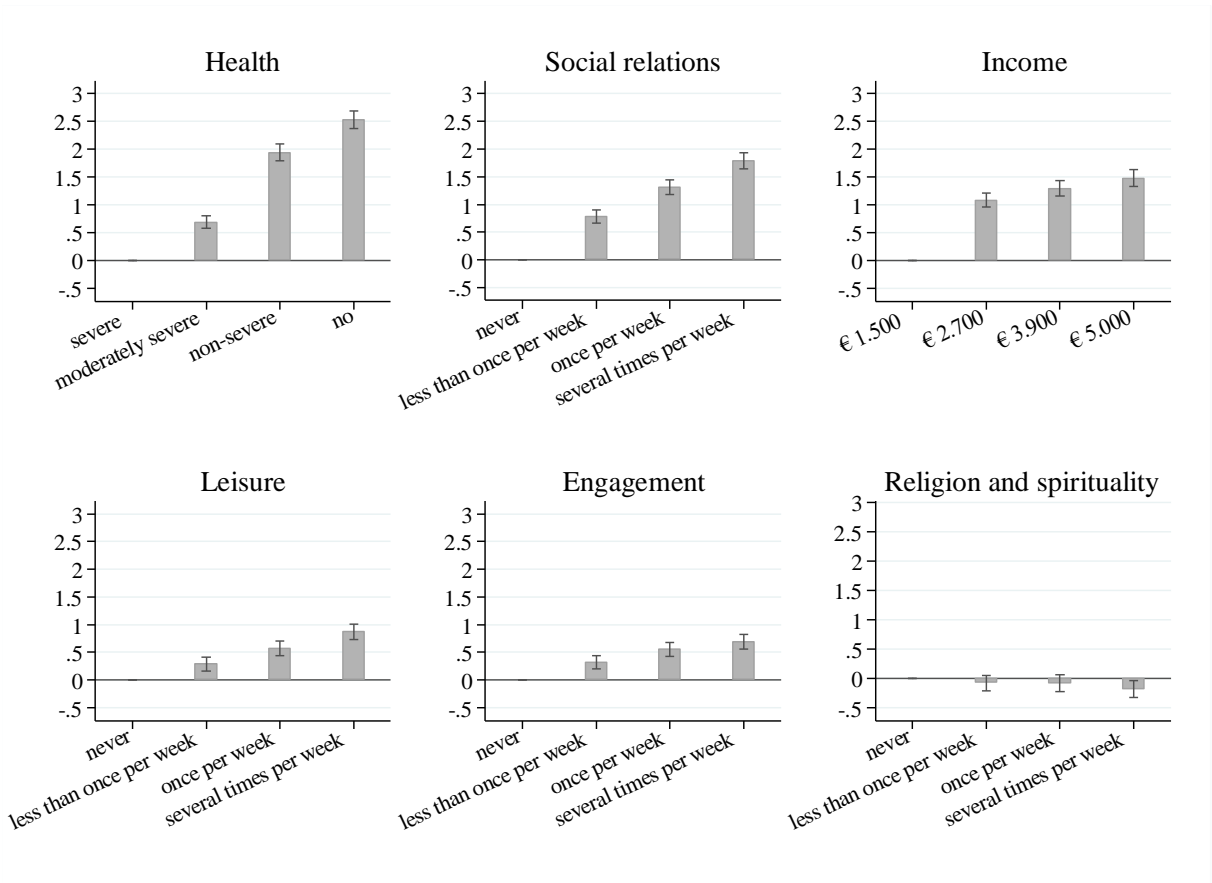 Health
3
2.5
2
1.5
1
.5
0
-.5
severe
moderately severe
non-severe
no
Social relations
3
2.5
2
1.5
1
.5
0
-.5
never
less than once per week
once per week
several times per week
Income
3
2.5
2
1.5
1
.5
0
-.5
€ 1.500
€ 2.700
€ 3.900
€ 5.000
Leisure
3
2.5
2
1.5
1
.5
0
-.5
never
less than once per week
once per week
several times per week
Engagement
3
2.5
2
1.5
1
.5
0
-.5
never
less than once per week
once per week
several times per week
Religion and spirituality
3
2.5
2
1.5
1
.5
0
-.5
never
less than once per week
once per week
several times per week